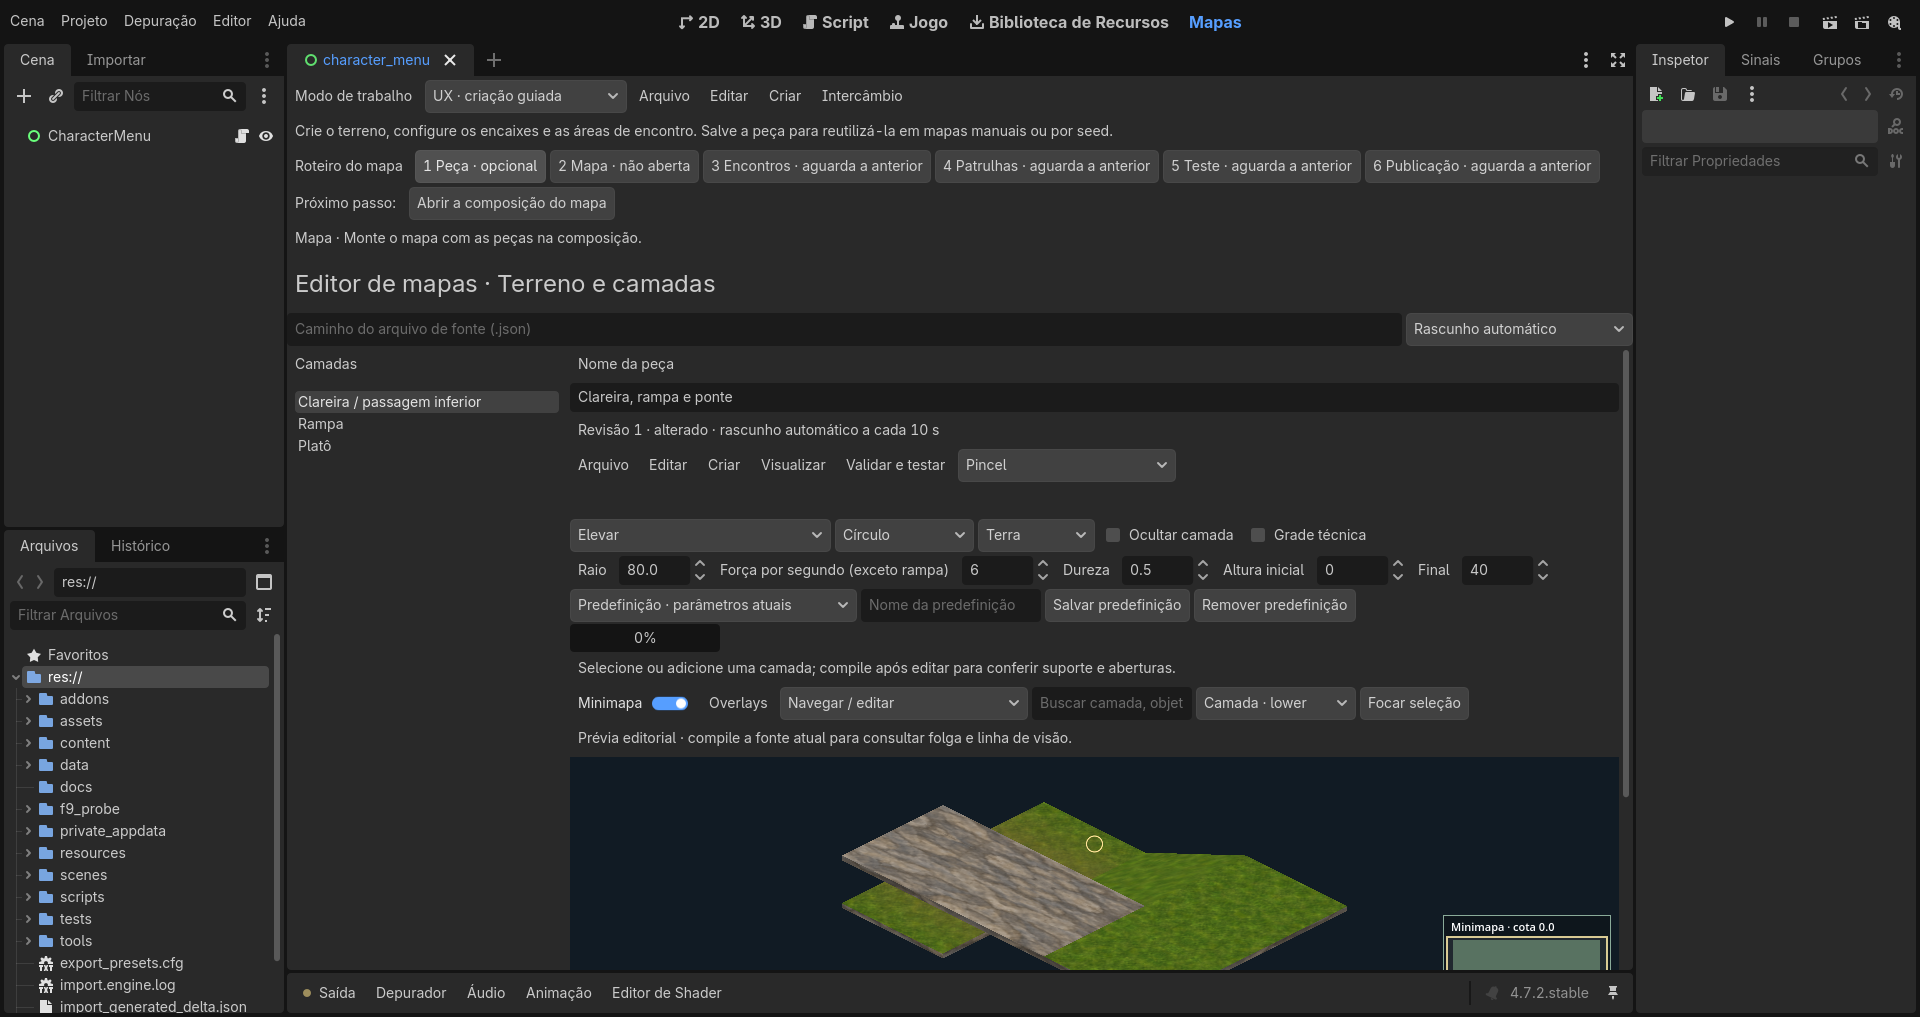 Cena Projeto Depuração Editor Ajuda
2D 3D Script Jogo Biblioteca de Recursos Mapas
Cena Importar
character_menu
Inspetor Sinais Grupos
Filtrar Nós
Modo de trabalho UX · criação guiada Arquivo Editar Criar Intercâmbio
DOC
Crie o terreno, configure os encaixes e as áreas de encontro. Salve a peça para reutilizá-la em mapas manuais ou por seed.
CharacterMenu
Roteiro do mapa 1 Peça · opcional 2 Mapa · não aberta 3 Encontros · aguarda a anterior 4 Patrulhas · aguarda a anterior 5 Teste · aguarda a anterior 6 Publicação · aguarda a anterior
Filtrar Propriedades
Próximo passo: Abrir a composição do mapa
Mapa · Monte o mapa com as peças na composição.
Editor de mapas · Terreno e camadas
Caminho do arquivo de fonte (.json) Rascunho automático
Camadas
Clareira / passagem inferior
Rampa
Platô
Nome da peça
Clareira, rampa e ponte
Revisão 1 · alterado · rascunho automático a cada 10 s
Arquivo Editar Criar Visualizar Validar e testar Pincel
Elevar Círculo Terra Ocultar camada Grade técnica
Raio 80.0 Força por segundo (exceto rampa) 6 Dureza 0.5 Altura inicial 0 Final 40
Predefinição · parâmetros atuais Nome da predefinição Salvar predefinição Remover predefinição
0%
Selecione ou adicione uma camada; compile após editar para conferir suporte e aberturas.
Minimapa Overlays Navegar / editar Buscar camada, objet Camada · lower Focar seleção
Prévia editorial · compile a fonte atual para consultar folga e linha de visão.
Minimapa · cota 0.0
Arquivos Histórico
res://
Filtrar Arquivos
Favoritos
res://
addons
assets
content
data
docs
f9_probe
private_appdata
resources
scenes
scripts
tests
tools
export_presets.cfg
import.engine.log
import_generated_delta.json
Saída Depurador Áudio Animação Editor de Shader 4.7.2.stable